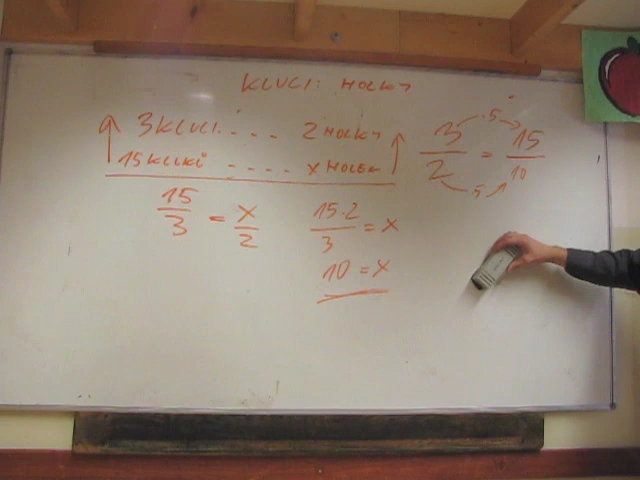 KLUCI: HOLKY
3 KLUCI.... 2 HOLKY
15 KLUKŮ .... X HOLEK
15/3 = X/2
15.2/3 = X
10 = X
3/2 = 15/10
.5
.5